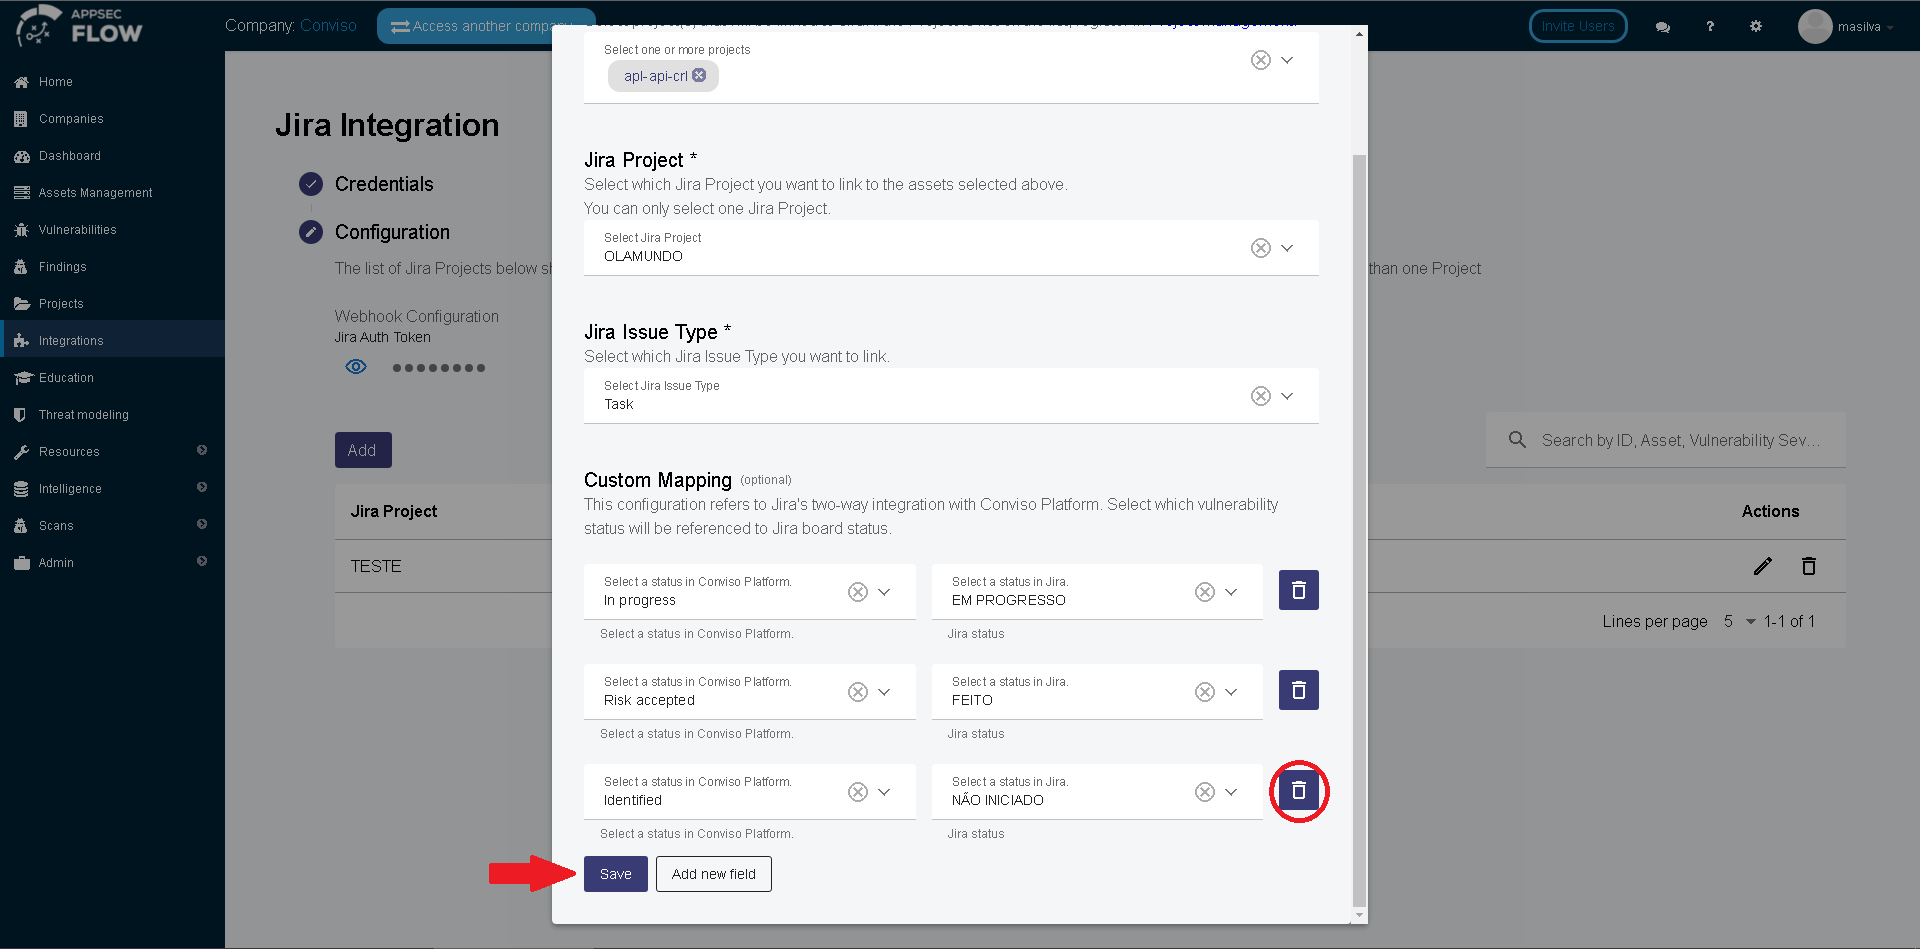 APPSEC
FLOW
Company: Conviso
Access another company
Invite Users
?
masilva
Home
Companies
Dashboard
Assets Management
Vulnerabilities
Findings
Projects
Integrations
Education
Threat modeling
Resources
Intelligence
Scans
Admin
Jira Integration
Credentials
Configuration
The list of Jira Projects below sh
than one Project
Webhook Configuration
Jira Auth Token
Add
Search by ID, Asset, Vulnerability Sev...
Jira Project
Actions
TESTE
Lines per page 5 1-1 of 1
Select one or more projects
apl-api-crl
Jira Project *
Select which Jira Project you want to link to the assets selected above.
You can only select one Jira Project.
Select Jira Project
OLAMUNDO
Jira Issue Type *
Select which Jira Issue Type you want to link.
Select Jira Issue Type
Task
Custom Mapping (optional)
This configuration refers to Jira's two-way integration with Conviso Platform. Select which vulnerability
status will be referenced to Jira board status.
Select a status in Conviso Platform.
In progress
Select a status in Conviso Platform.
Select a status in Jira.
EM PROGRESSO
Jira status
Select a status in Conviso Platform.
Risk accepted
Select a status in Conviso Platform.
Select a status in Jira.
FEITO
Jira status
Select a status in Conviso Platform.
Identified
Select a status in Conviso Platform.
Select a status in Jira.
NÃO INICIADO
Jira status
Save
Add new field